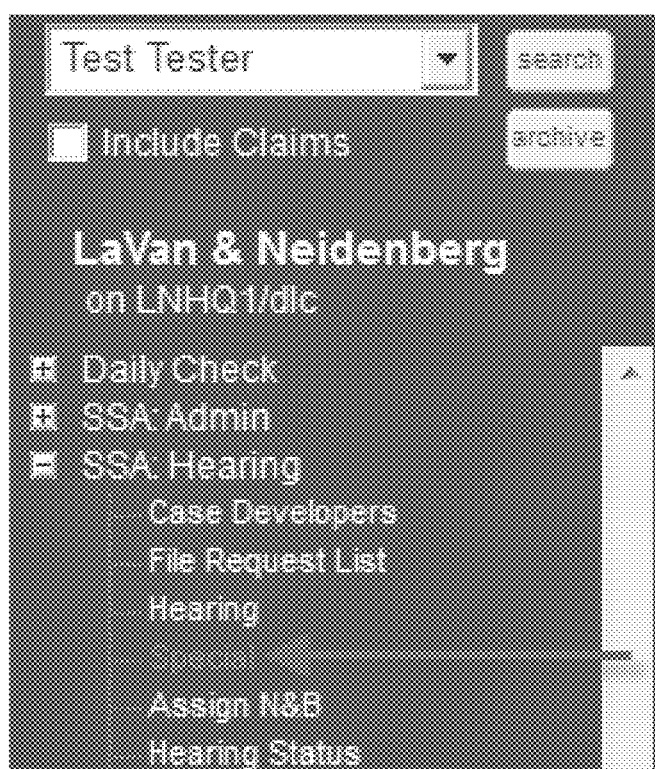 Test Tester
search
Include Claims
archive
LaVan & Neidenberg
on LNHQ1/dlc
Daily Check
SSA: Admin
SSA: Hearing
Case Developers
File Request List
Hearing
Special
Assign N&B
Hearing Status